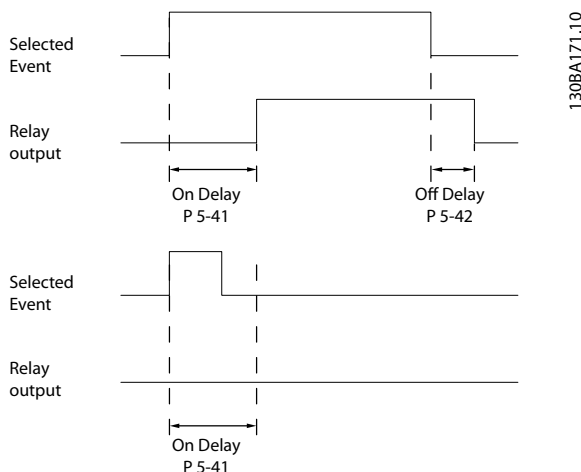 Selected
Event
130BA171.10
Relay
output
On Delay
P 5-41
Off Delay
P 5-42
Selected
Event
Relay
output
On Delay
P 5-41